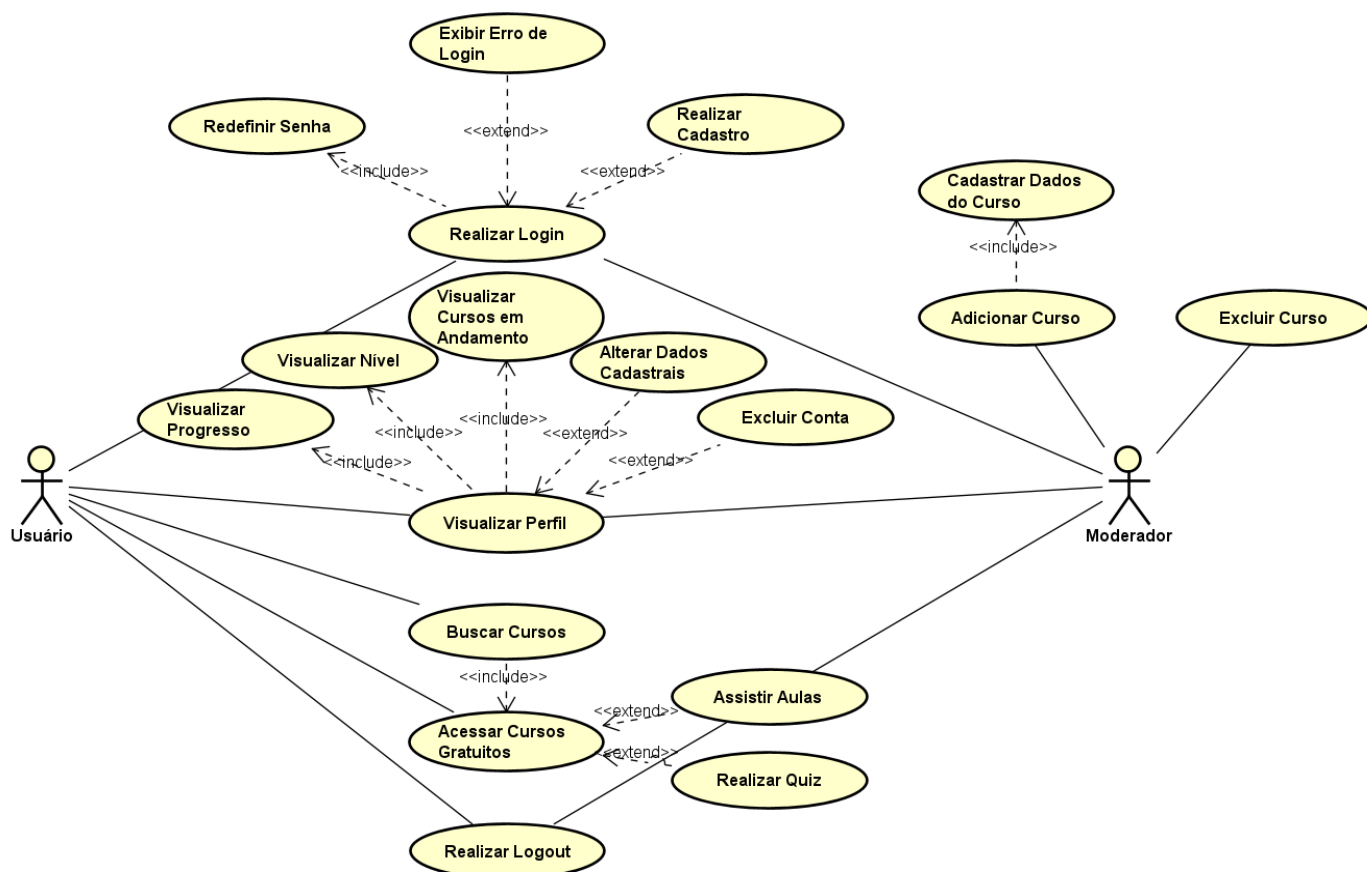 Exibir Erro de
Login
Redefinir Senha
<<extend>>
Realizar
Cadastro
<<include>>
<<extend>>
Cadastrar Dados
do Curso
Realizar Login
<<include>>
Visualizar
Cursos em
Andamento
Adicionar Curso
Excluir Curso
Visualizar Nível
Alterar Dados
Cadastrais
Visualizar
Progresso
<<include>>
Excluir Conta
<<include>>
<<extend>>
<<include>>
<<extend>>
Visualizar Perfil
Usuário
Moderador
Buscar Cursos
<<include>>
Assistir Aulas
<<extend>>
Acessar Cursos
Gratuitos
<<extend>>
Realizar Quiz
Realizar Logout